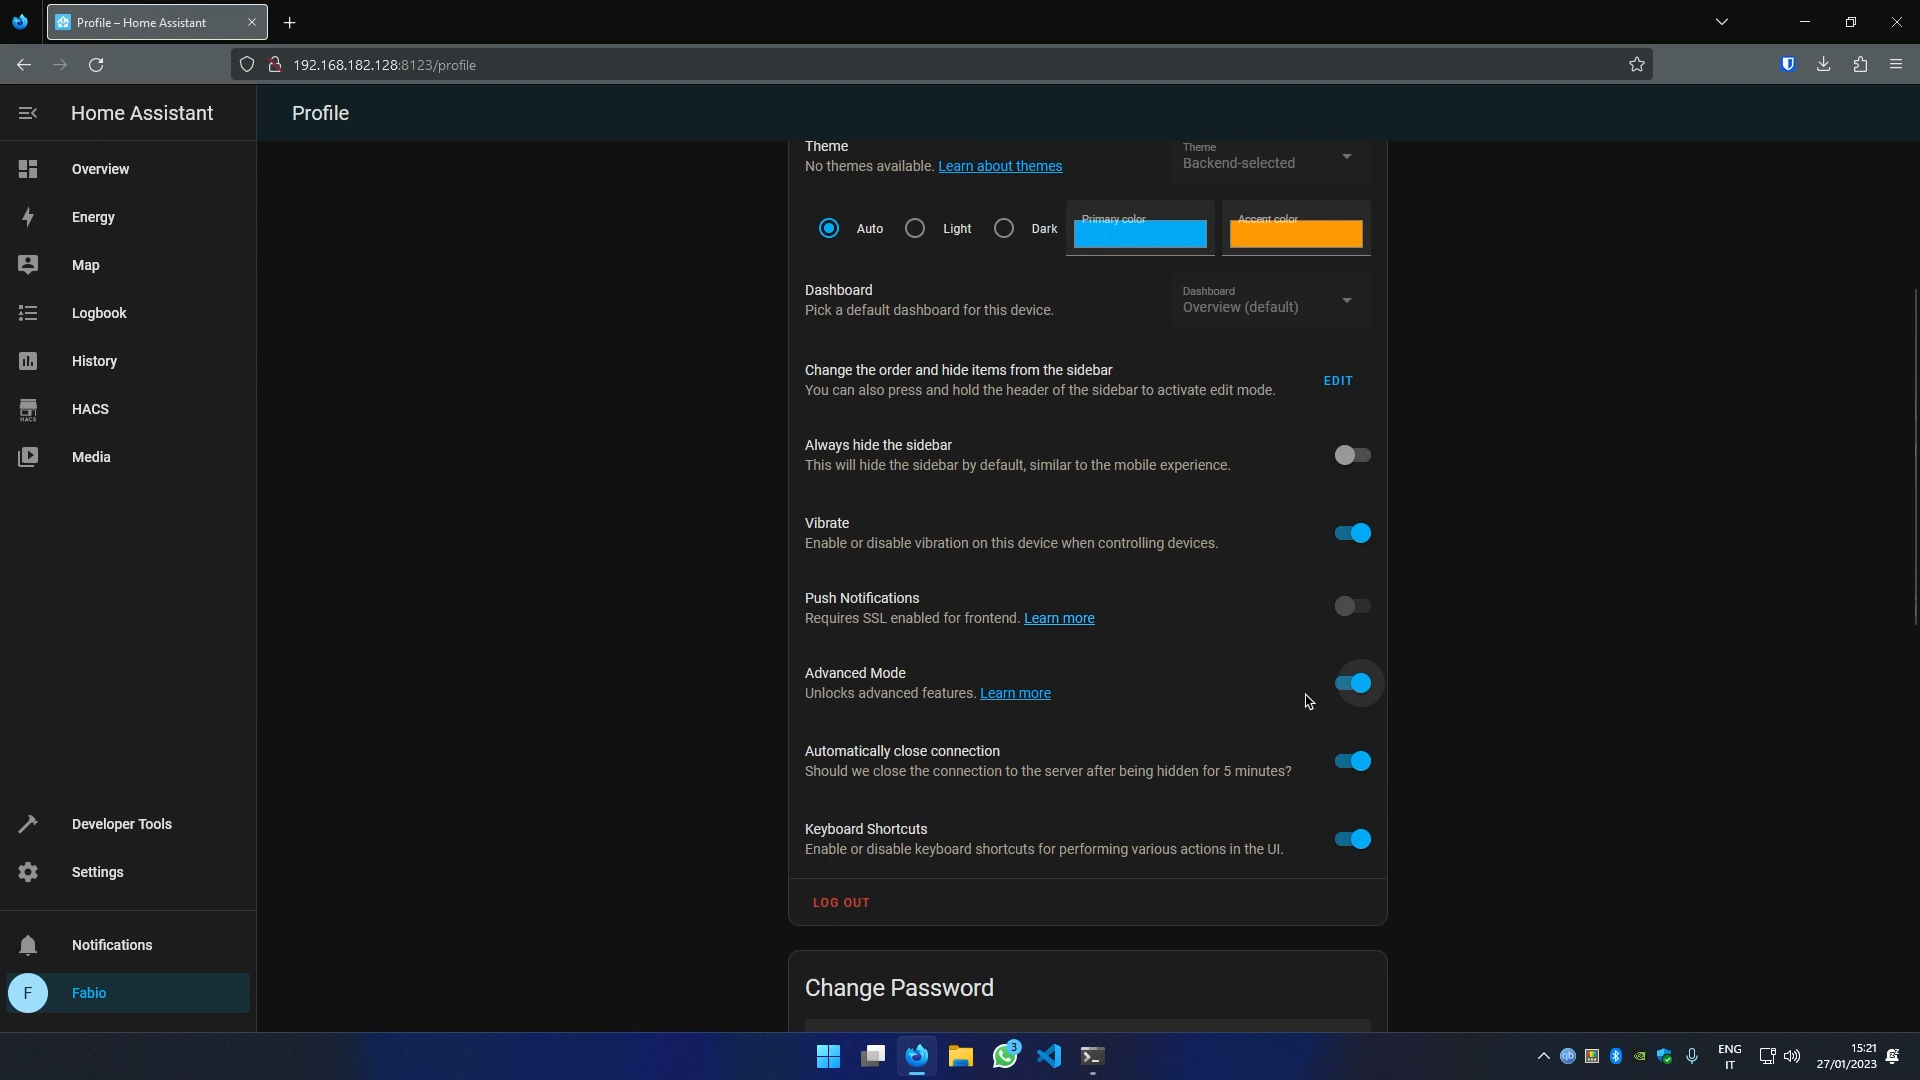 Profile – Home Assistant
192.168.182.128:8123/profile
Home Assistant
Profile
Overview
Energy
Map
Logbook
History
HACS
HACS
Media
Developer Tools
Settings
Notifications
F
Fabio
Theme
No themes available. Learn about themes
Theme
Backend-selected
Auto
Light
Dark
Primary color
Accent color
Dashboard
Pick a default dashboard for this device.
Dashboard
Overview (default)
Change the order and hide items from the sidebar
You can also press and hold the header of the sidebar to activate edit mode.
EDIT
Always hide the sidebar
This will hide the sidebar by default, similar to the mobile experience.
Vibrate
Enable or disable vibration on this device when controlling devices.
Push Notifications
Requires SSL enabled for frontend. Learn more
Advanced Mode
Unlocks advanced features. Learn more
Automatically close connection
Should we close the connection to the server after being hidden for 5 minutes?
Keyboard Shortcuts
Enable or disable keyboard shortcuts for performing various actions in the UI.
LOG OUT
Change Password
3
qb
ENG
IT
15:21
27/01/2023